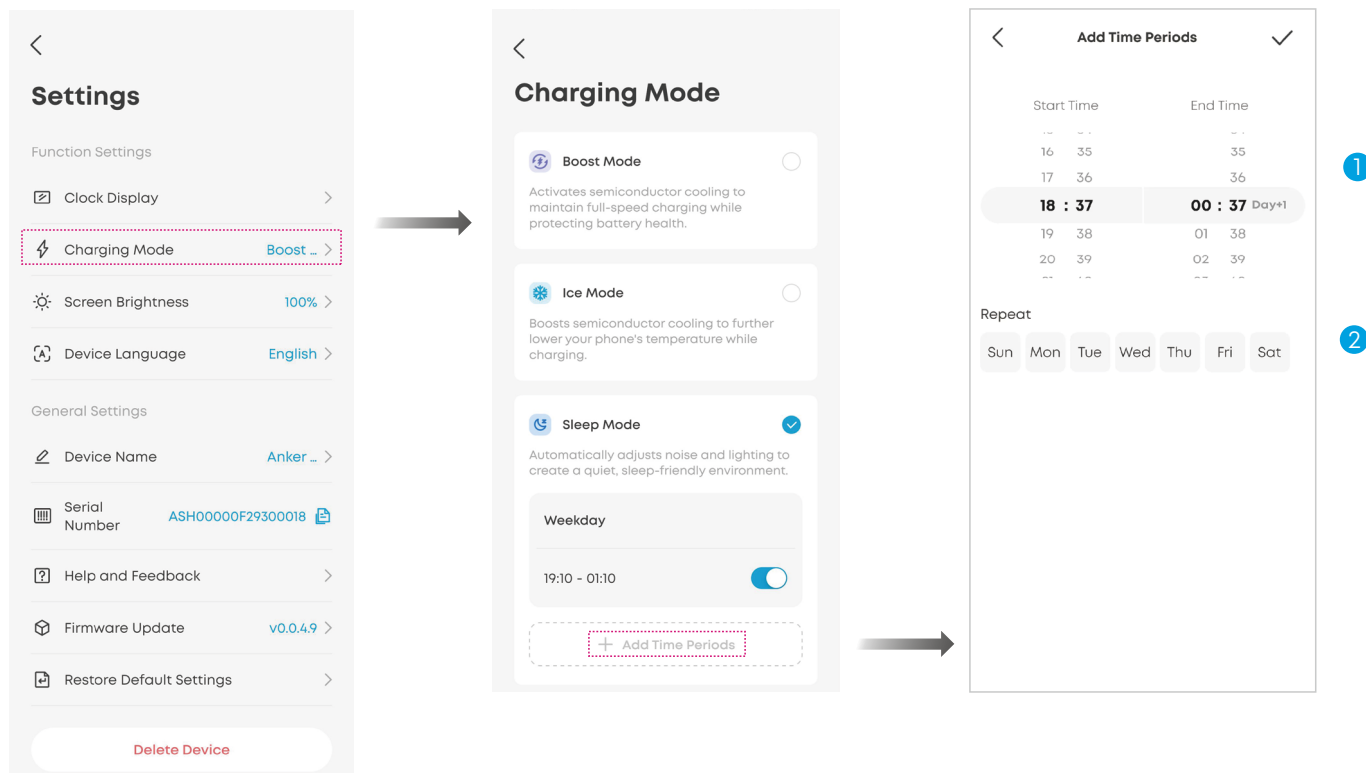 Settings
Function Settings
Clock Display
Charging Mode Boost ...
Screen Brightness 100%
Device Language English
General Settings
Device Name Anker ...
Serial
Number ASH00000F29300018
Help and Feedback
Firmware Update v0.0.4.9
Restore Default Settings
Delete Device
Charging Mode
Boost Mode
Activates semiconductor cooling to
maintain full-speed charging while
protecting battery health.
Ice Mode
Boosts semiconductor cooling to further
lower your phone's temperature while
charging.
Sleep Mode
Automatically adjusts noise and lighting to
create a quiet, sleep-friendly environment.
Weekday
19:10 - 01:10
+ Add Time Periods
Add Time Periods
Start Time End Time
16 35 35
17 36 36
18 : 37 00 : 37 Day+1
19 38 01 38
20 39 02 39
1
Repeat
2
Sun Mon Tue Wed Thu Fri Sat